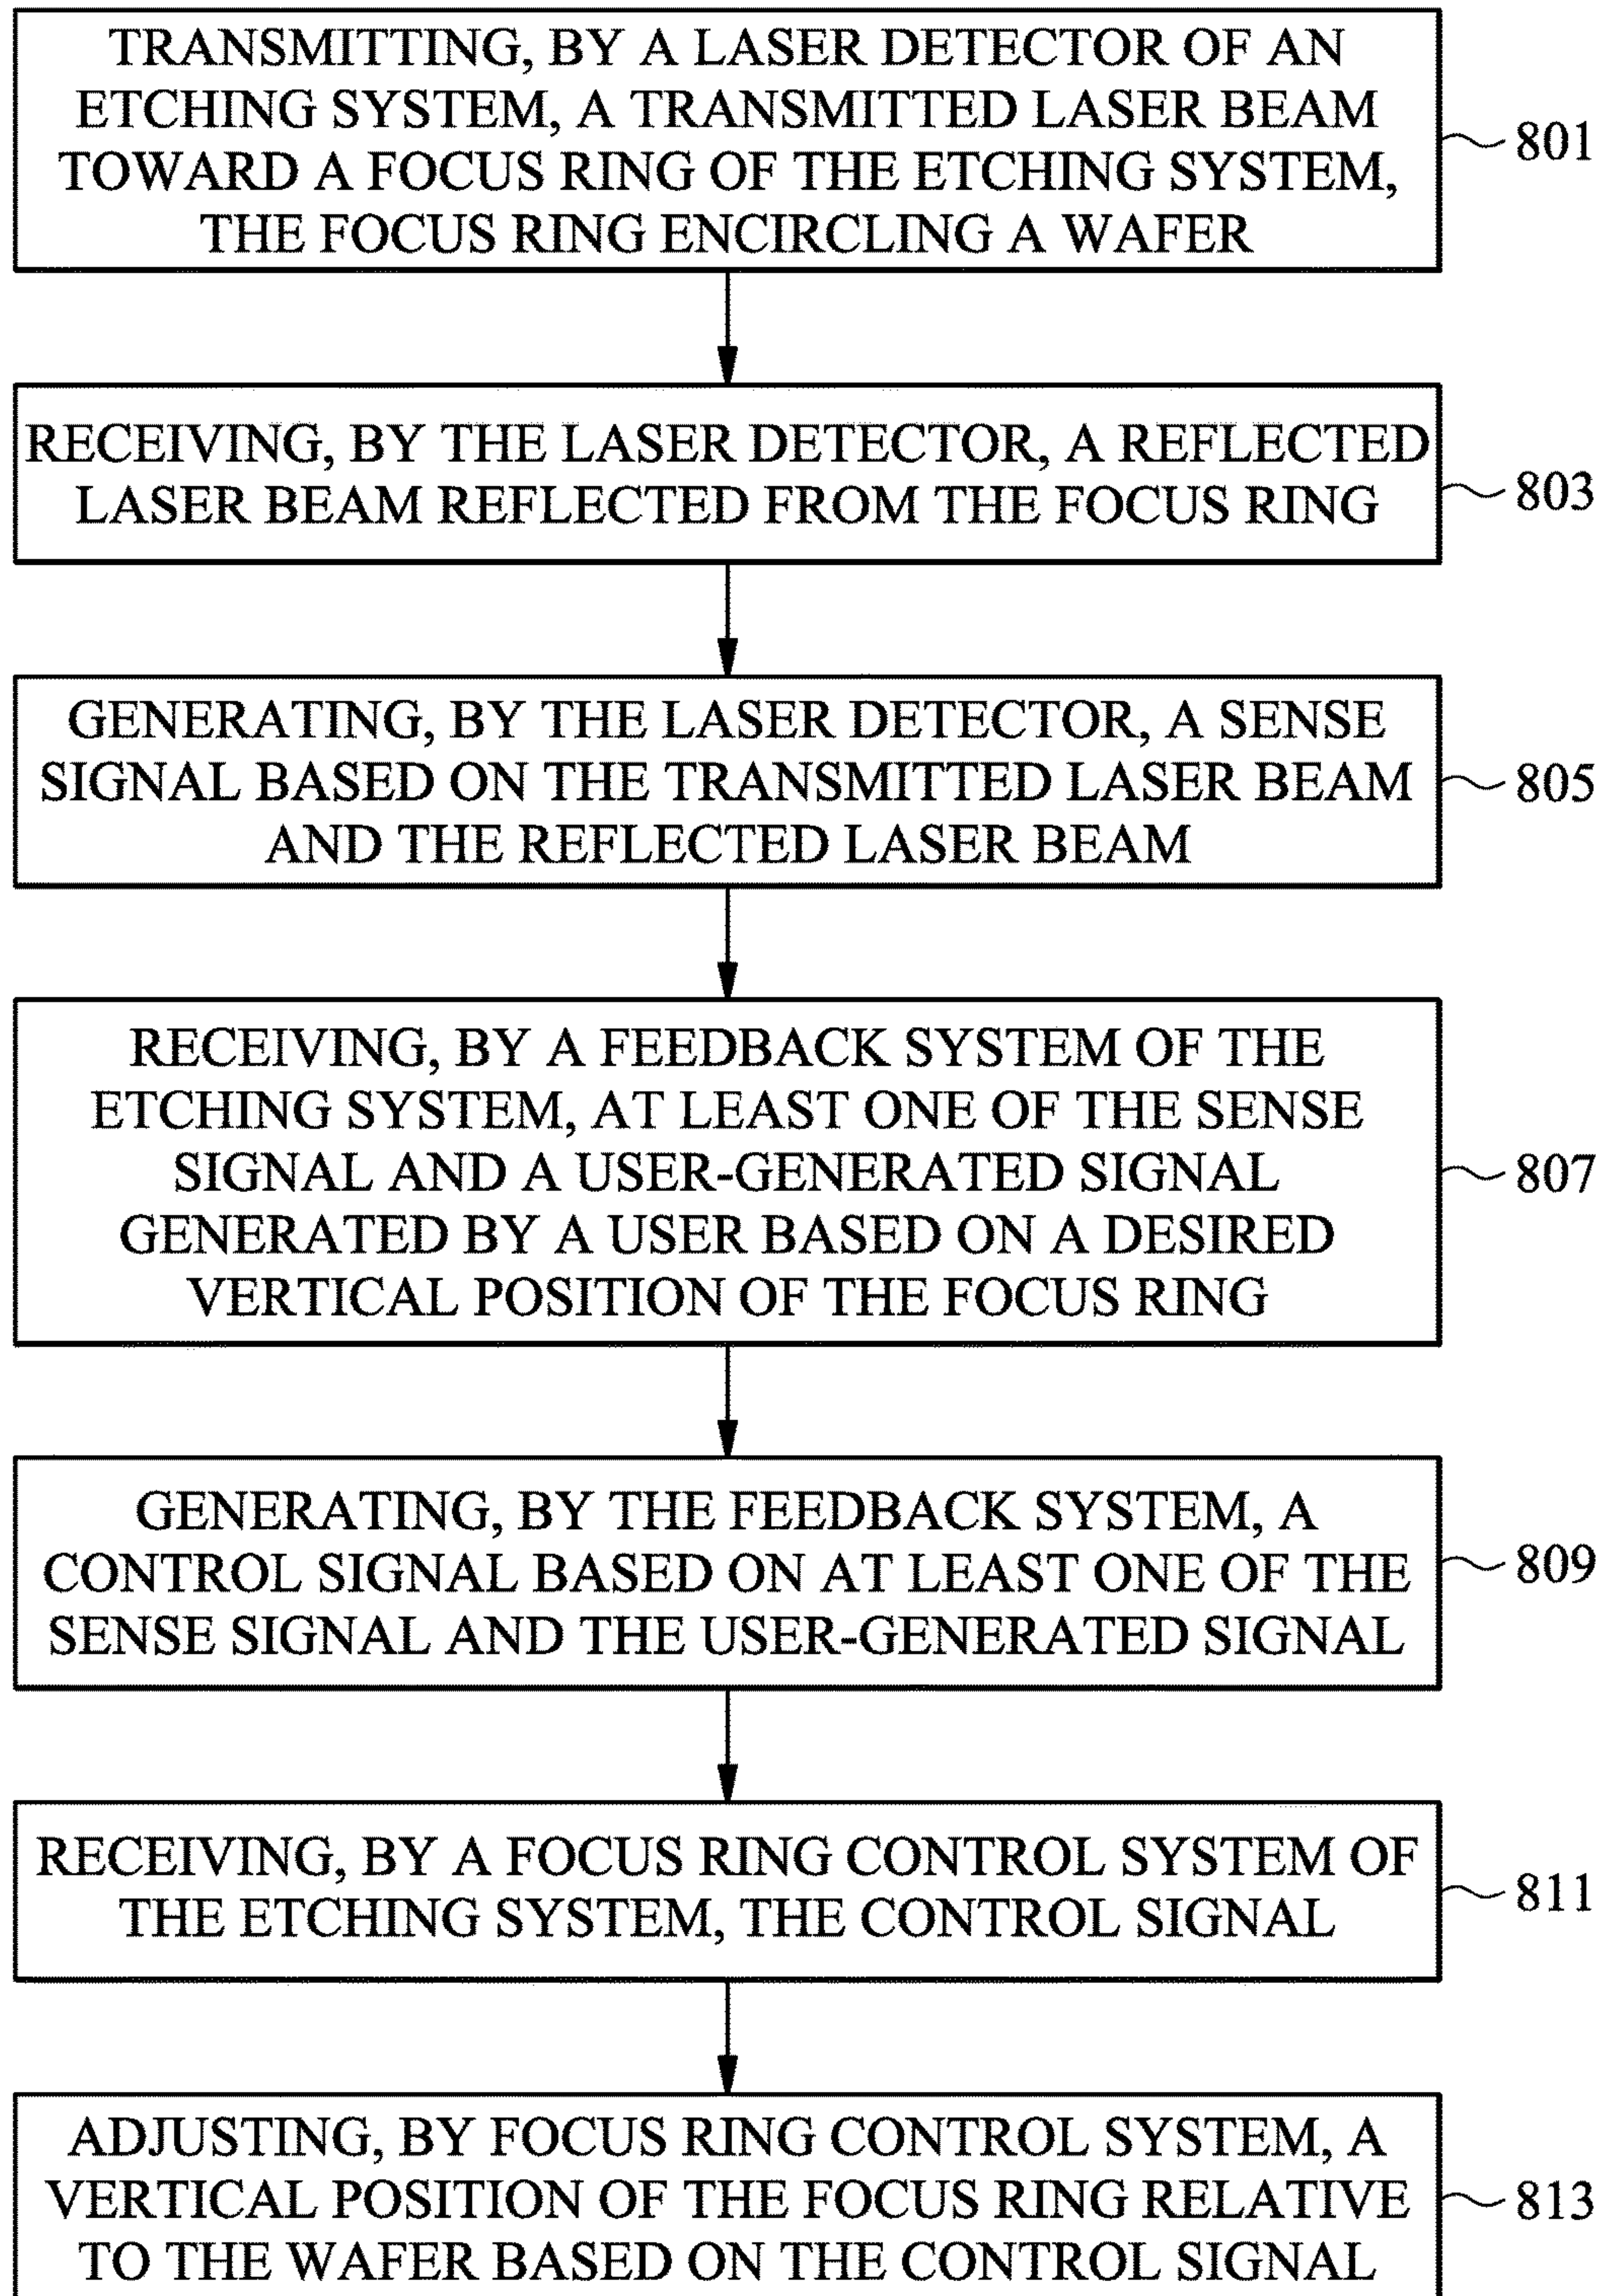 TRANSMITTING, BY A LASER DETECTOR OF AN
ETCHING SYSTEM, A TRANSMITTED LASER BEAM
TOWARD A FOCUS RING OF THE ETCHING SYSTEM,
THE FOCUS RING ENCIRCLING A WAFER
801
RECEIVING, BY THE LASER DETECTOR, A REFLECTED
LASER BEAM REFLECTED FROM THE FOCUS RING
803
GENERATING, BY THE LASER DETECTOR, A SENSE
SIGNAL BASED ON THE TRANSMITTED LASER BEAM
AND THE REFLECTED LASER BEAM
805
RECEIVING, BY A FEEDBACK SYSTEM OF THE
ETCHING SYSTEM, AT LEAST ONE OF THE SENSE
SIGNAL AND A USER-GENERATED SIGNAL
GENERATED BY A USER BASED ON A DESIRED
VERTICAL POSITION OF THE FOCUS RING
807
GENERATING, BY THE FEEDBACK SYSTEM, A
CONTROL SIGNAL BASED ON AT LEAST ONE OF THE
SENSE SIGNAL AND THE USER-GENERATED SIGNAL
809
RECEIVING, BY A FOCUS RING CONTROL SYSTEM OF
THE ETCHING SYSTEM, THE CONTROL SIGNAL
811
ADJUSTING, BY FOCUS RING CONTROL SYSTEM, A
VERTICAL POSITION OF THE FOCUS RING RELATIVE
TO THE WAFER BASED ON THE CONTROL SIGNAL
813